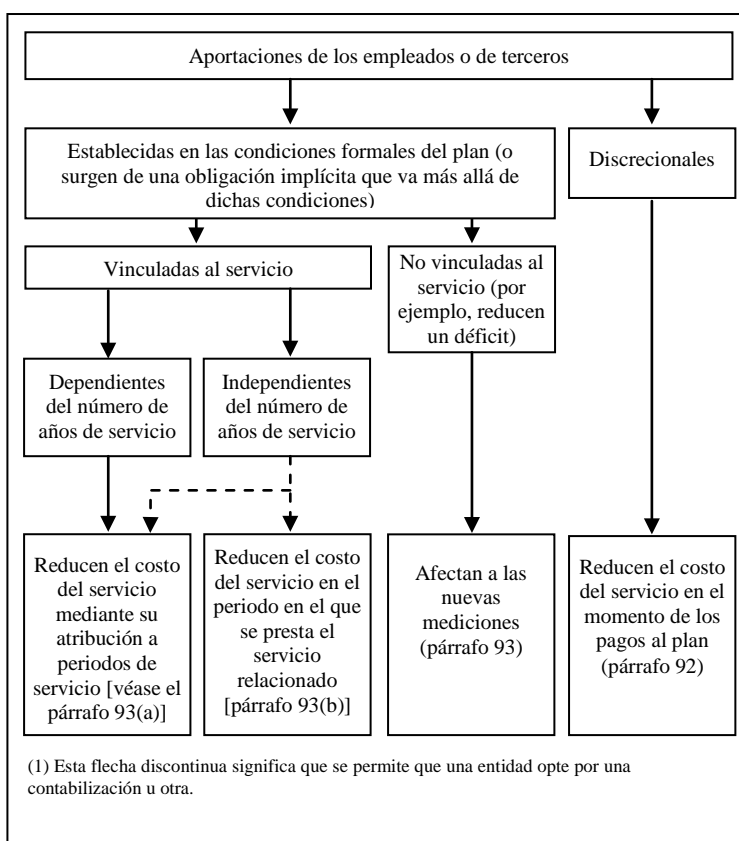 Aportaciones de los empleados o de terceros
Establecidas en las condiciones formales del plan (o
surgen de una obligación implícita que va más allá de
dichas condiciones)
Discrecionales
Vinculadas al servicio
No vinculadas al
servicio (por
ejemplo, reducen
un déficit)
Dependientes
del número de
años de servicio
Independientes
del número de
años de servicio
Reducen el costo
del servicio
mediante su
atribución a
periodos de
servicio [véase el
párrafo 93(a)]
Reducen el costo
del servicio en el
periodo en el que
se presta el
servicio
relacionado
[párrafo 93(b)]
Afectan a las
nuevas
mediciones
(párrafo 93)
Reducen el costo
del servicio en el
momento de los
pagos al plan
(párrafo 92)
(1) Esta flecha discontinua significa que se permite que una entidad opte por una
contabilización u otra.